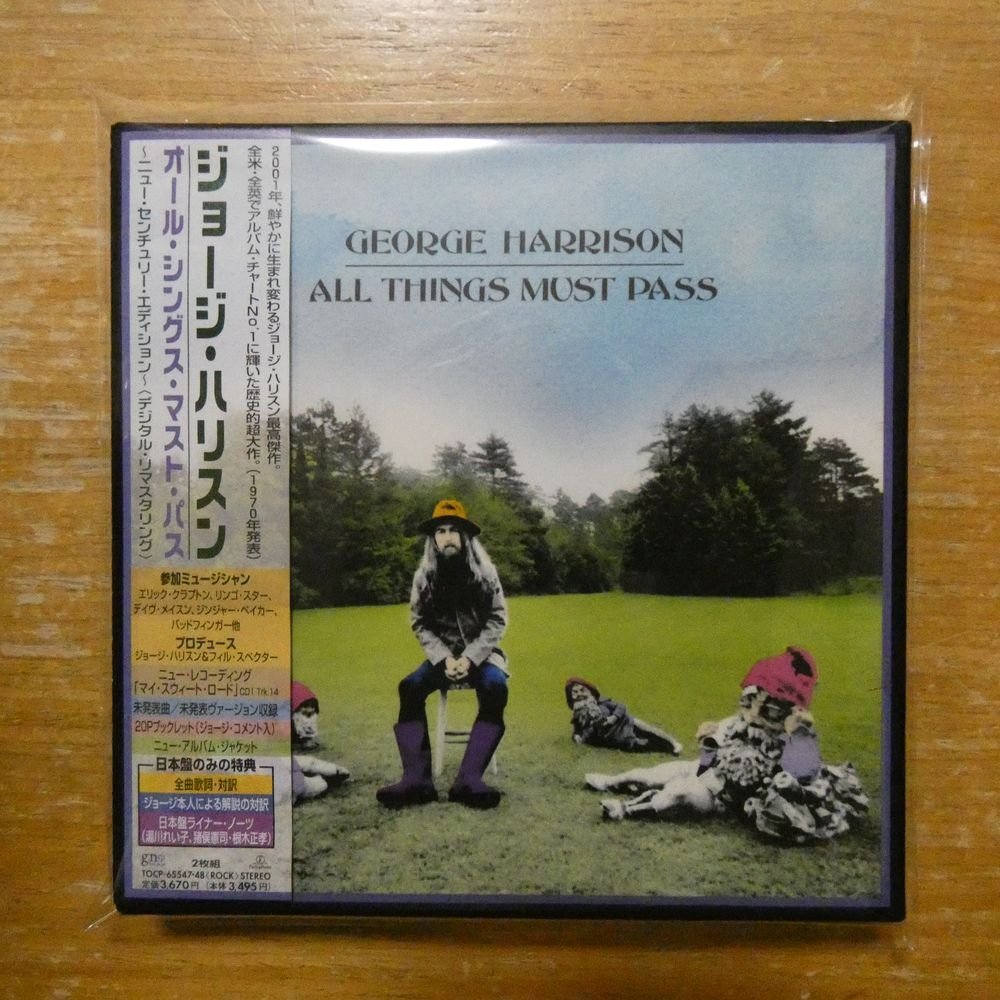 GEORGE HARRISON
ALL THINGS MUST PASS
2001年、鮮やかに生まれ変わるジョージ・ハリスン最高傑作。
全米・全英でアルバム・チャートNo.1に輝いた歴史的超大作。(1970年発表)
ジョージ・ハリスン
オール・シングス・マスト・パス
〜ニュー・センチュリー・エディション〜〈デジタル・リマスタリング〉
参加ミュージシャン
エリック・クラプトン、リンゴ・スター、
デイヴ・メイスン、ジンジャー・ベイカー、
バッドフィンガー他
プロデュース
ジョージ・ハリスン&フィル・スペクター
ニュー・レコーディング
「マイ・スウィート・ロード」CD1 Trk.14
未発表曲/未発表ヴァージョン収録
20Pブックレット(ジョージ・コメント入)
ニュー・アルバム・ジャケット
日本盤のみの特典
全曲歌詞・対訳
ジョージ本人による解説の対訳
日本盤ライナー・ノーツ
(湯川れい子、猪俣憲司・根木正孝)
gn
2枚組
Parlophone
TOCP-65547・48〈ROCK〉STEREO
定価3,670円 (本体3,495円)